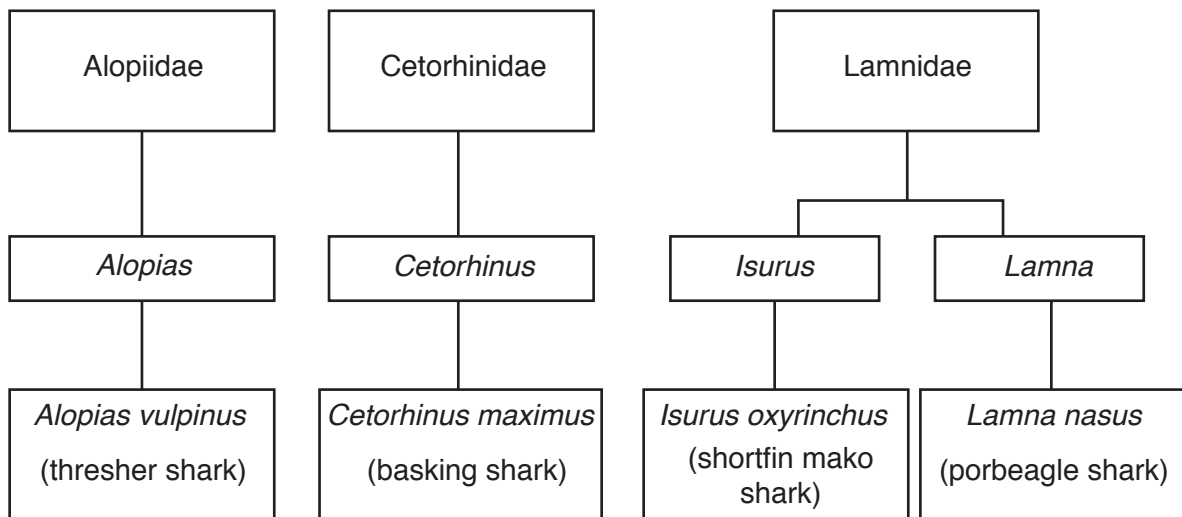 Alopiidae
Cetorhinidae
Lamnidae
Alopias
Cetorhinus
Isurus
Lamna
Alopias vulpinus
(thresher shark)
Cetorhinus maximus
(basking shark)
Isurus oxyrinchus
(shortfin mako
shark)
Lamna nasus
(porbeagle shark)